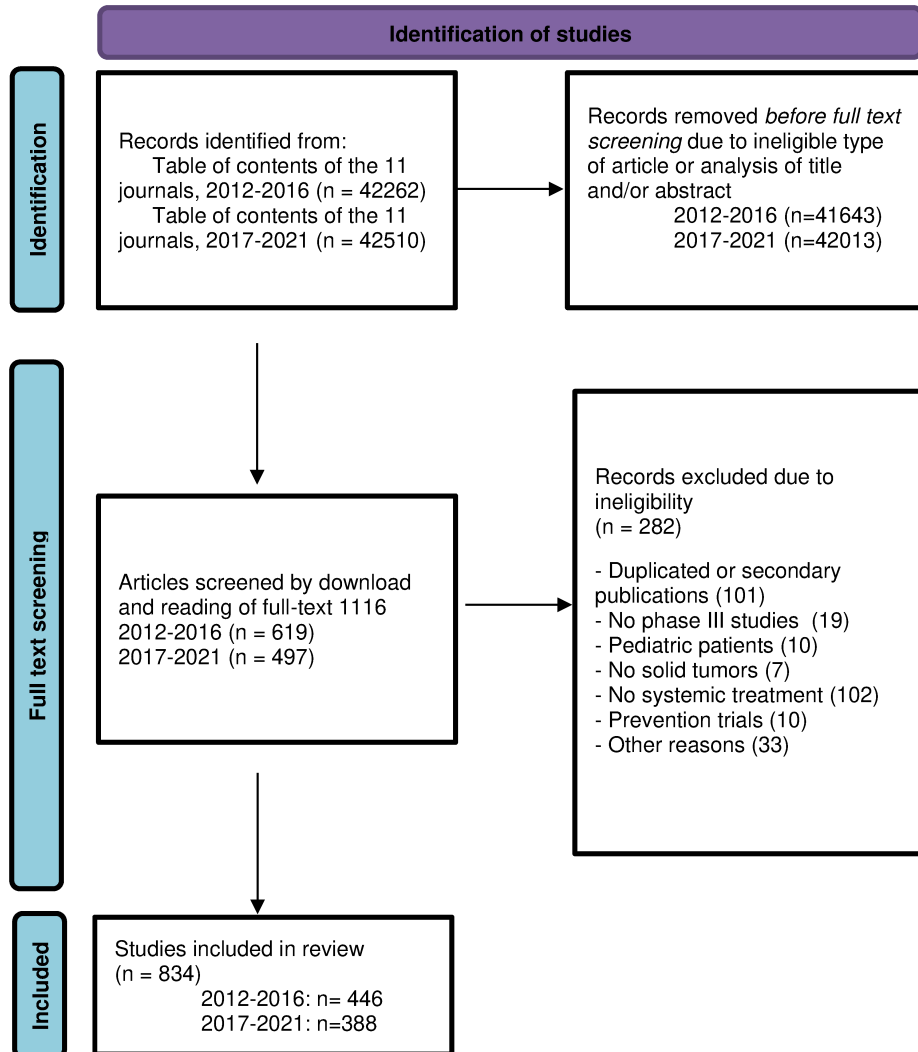 Identification of studies
Identification
Records identified from:
Table of contents of the 11
journals, 2012-2016 (n = 42262)
Table of contents of the 11
journals, 2017-2021 (n = 42510)
Records removed before full text
screening due to ineligible type
of article or analysis of title
and/or abstract
2012-2016 (n=41643)
2017-2021 (n=42013)
Full text screening
Articles screened by download
and reading of full-text 1116
2012-2016 (n = 619)
2017-2021 (n = 497)
Records excluded due to
ineligibility
(n = 282)
- Duplicated or secondary
publications (101)
- No phase III studies (19)
- Pediatric patients (10)
- No solid tumors (7)
- No systemic treatment (102)
- Prevention trials (10)
- Other reasons (33)
Included
Studies included in review
(n = 834)
2012-2016: n= 446
2017-2021: n=388